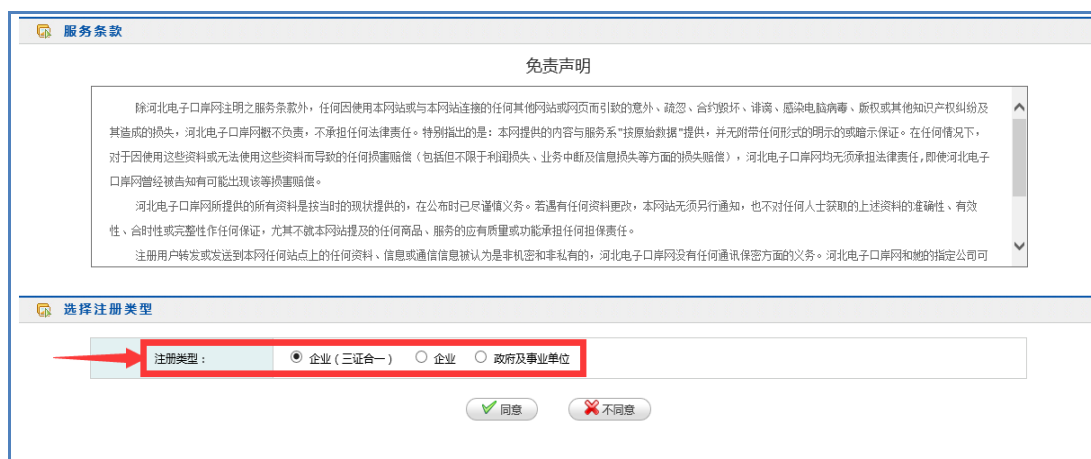 服务条款
免责声明
除河北电子口岸网注明之服务条款外，任何因使用本网站或与本网站连接的任何其他网站或网页而引致的意外、疏忽、合约毁坏、诽谤、感染电脑病毒、版权或其他知识产权纠纷及
其造成的损失，河北电子口岸网概不负责，不承担任何法律责任。特别指出的是：本网提供的内容与服务系"按原始数据"提供，并无附带任何形式的明示的或暗示保证。在任何情况下，
对于因使用这些资料或无法使用这些资料而导致的任何损害赔偿（包括但不限于利润损失、业务中断及信息损失等方面的损失赔偿），河北电子口岸网均无须承担法律责任,即使河北电子
口岸网曾经被告知有可能出现该等损害赔偿。
河北电子口岸网所提供的所有资料是按当时的现状提供的，在公布时已尽谨慎义务。若遇有任何资料更改，本网站无须另行通知，也不对任何人士获取的上述资料的准确性、有效
性、合时性或完整性作任何保证，尤其不就本网站提及的任何商品、服务的应有质量或功能承担任何担保责任。
注册用户转发或发送到本网任何站点上的任何资料、信息或通信信息被认为是非机密和非私有的，河北电子口岸网没有任何通讯保密方面的义务。河北电子口岸网和她的指定公司可
选择注册类型
注册类型： 企业（三证合一） 企业 政府及事业单位
同意 不同意